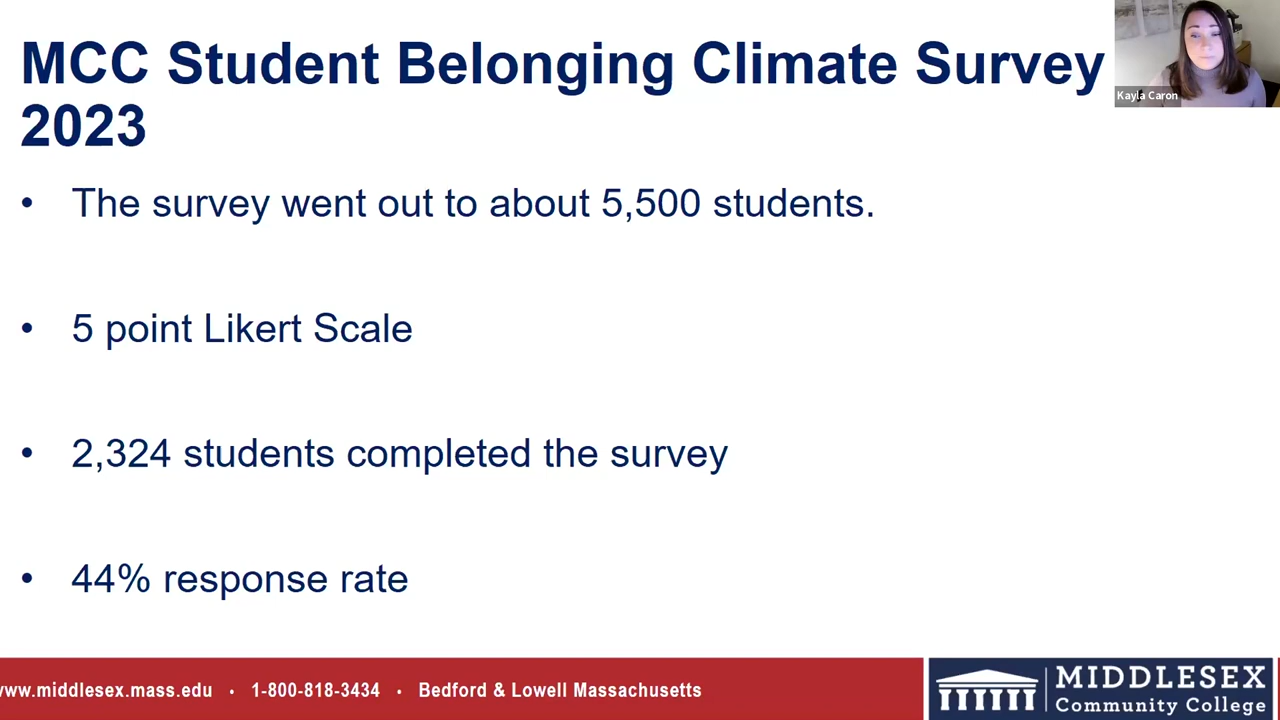 MCC Student Belonging Climate Survey
2023
Kayla Caron
• The survey went out to about 5,500 students.
• 5 point Likert Scale
• 2,324 students completed the survey
• 44% response rate
www.middlesex.mass.edu • 1-800-818-3434 • Bedford & Lowell Massachusetts
MIDDLESEX
Community College